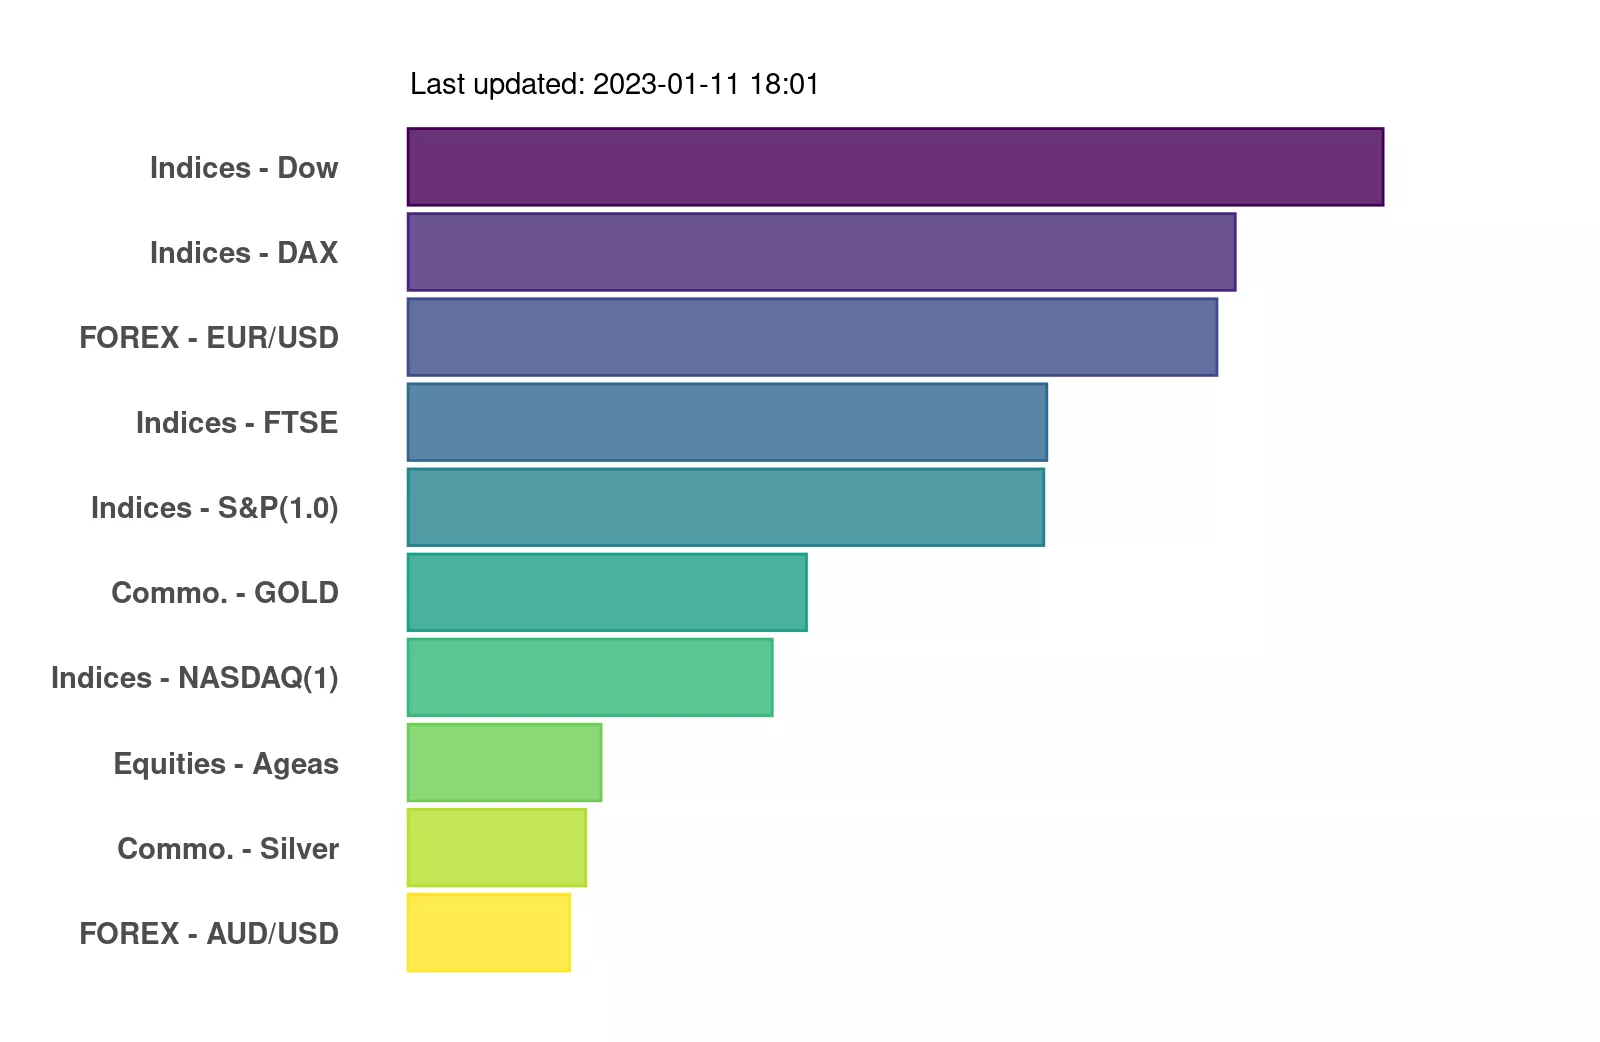 Last updated: 2023-01-11 18:01
Indices - Dow
Indices - DAX
FOREX - EUR/USD
Indices - FTSE
Indices - S&P(1.0)
Commo. - GOLD
Indices - NASDAQ(1)
Equities - Ageas
Commo. - Silver
FOREX - AUD/USD